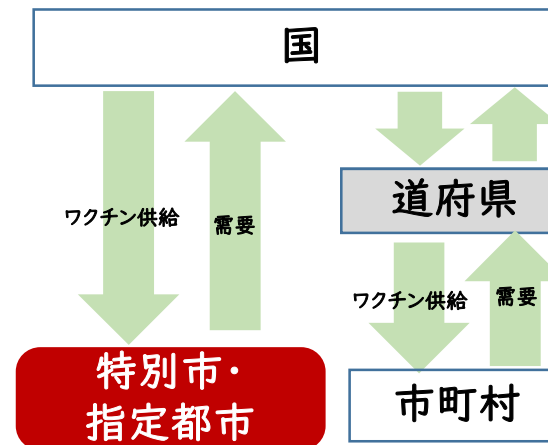 国
ワクチン供給
需要
道府県
ワクチン供給
需要
特別市・
指定都市
市町村